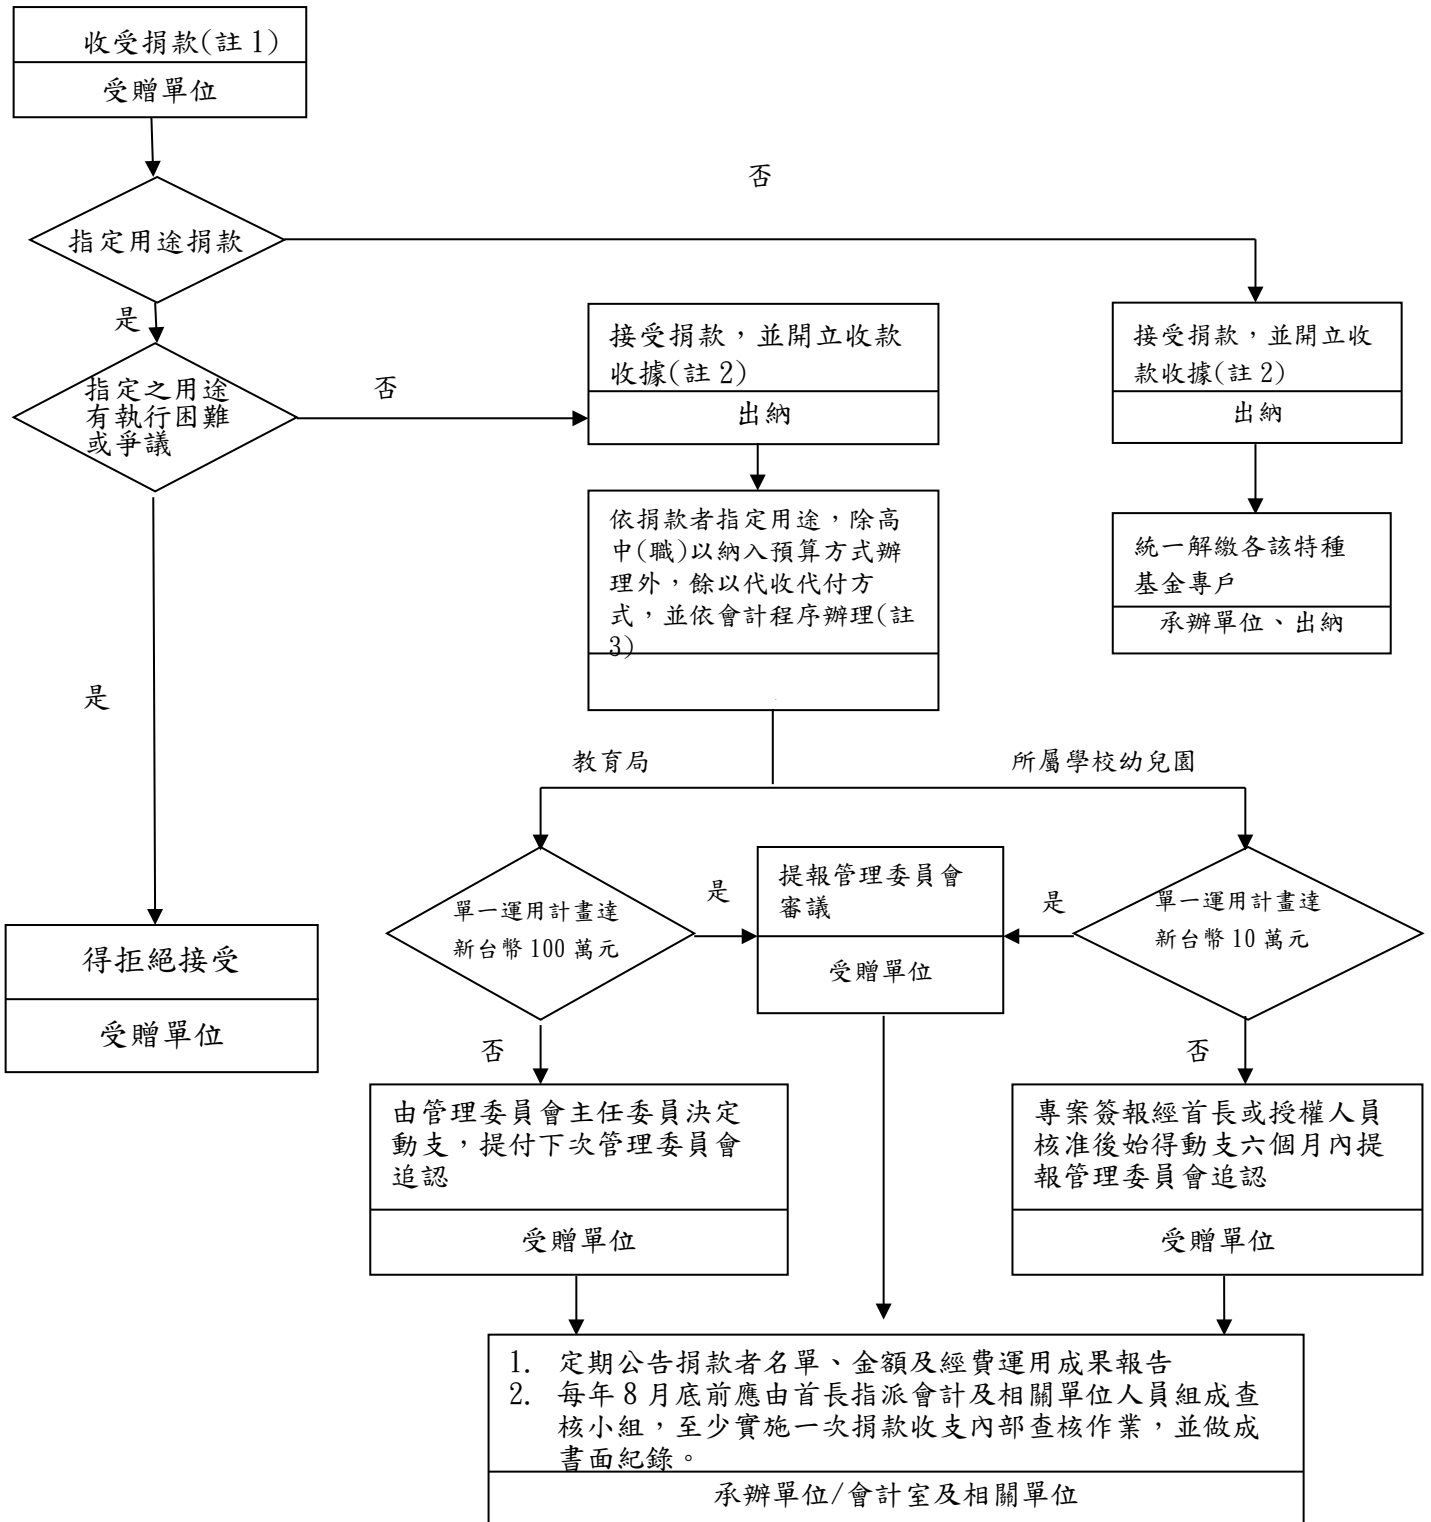 收受捐款(註 1)
受贈單位
否
指定用途捐款
是
指定之用途
有執行困難
或爭議
否
接受捐款，並開立收款
收據(註 2)
出納
接受捐款，並開立收
款收據(註 2)
出納
依捐款者指定用途，除高
中(職)以納入預算方式辦
理外，餘以代收代付方
式，並依會計程序辦理(註
3)
統一解繳各該特種
基金專戶
承辦單位、出納
是
教育局
所屬學校幼兒園
單一運用計畫達
新台幣 100 萬元
是
提報管理委員會
審議
受贈單位
是
單一運用計畫達
新台幣 10 萬元
得拒絕接受
受贈單位
否
否
由管理委員會主任委員決定
動支，提付下次管理委員會
追認
受贈單位
專案簽報經首長或授權人員
核准後始得動支六個月內提
報管理委員會追認
受贈單位
1. 定期公告捐款者名單、金額及經費運用成果報告
2. 每年 8 月底前應由首長指派會計及相關單位人員組成查
核小組，至少實施一次捐款收支內部查核作業，並做成
書面紀錄。
承辦單位/會計室及相關單位